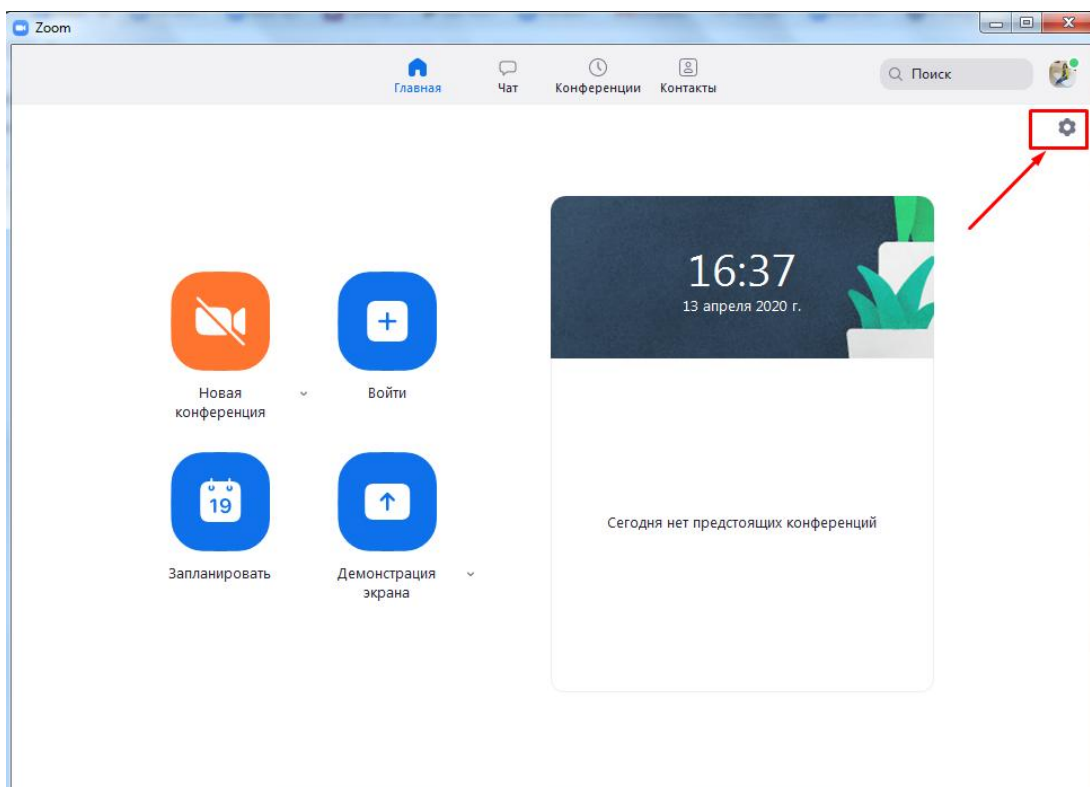 Zoom
Главная
Чат
Конференции
Контакты
Поиск
16:37
13 апреля 2020 г.
Новая
конференция
Войти
19
Запланировать
Демонстрация
экрана
Сегодня нет предстоящих конференций